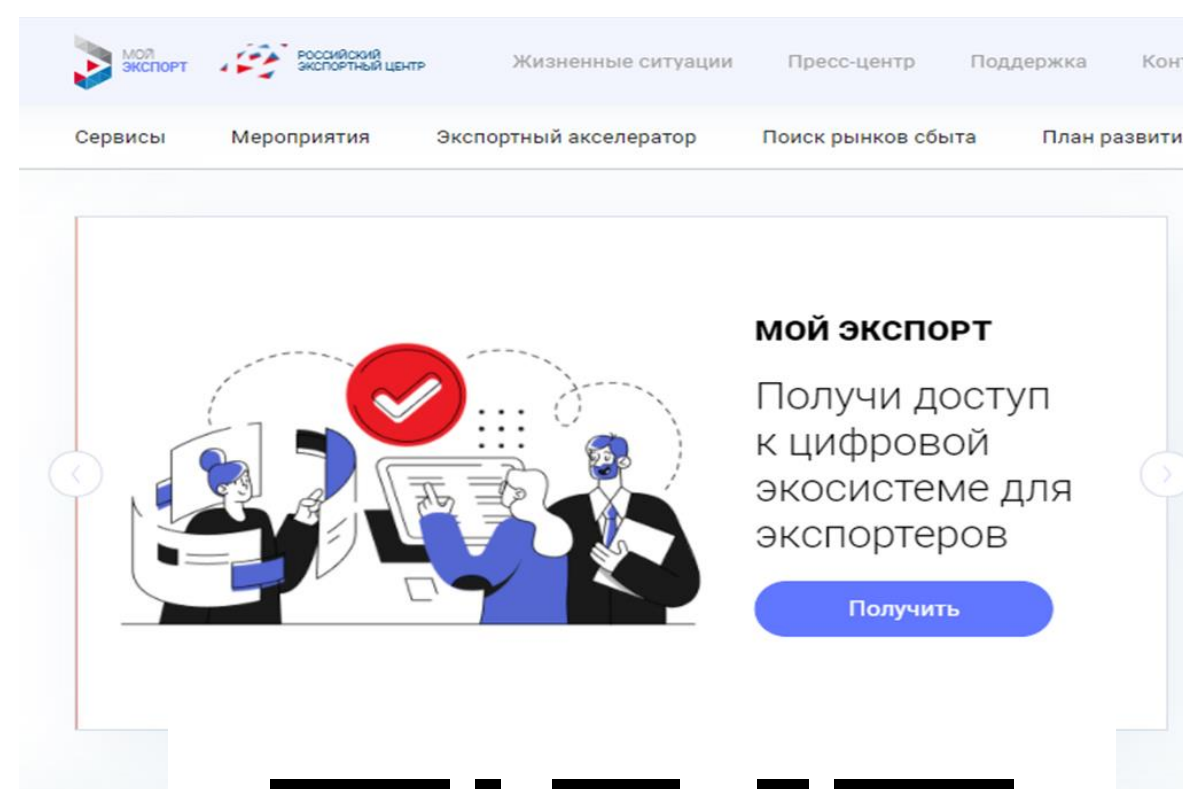 МОЙ
ЭКСПОРТ
РОССИЙСКИЙ
ЭКСПОРТНЫЙ ЦЕНТР
Жизненные ситуации Пресс-центр Поддержка
Сервисы Мероприятия Экспортный акселератор Поиск рынков сбыта План
МОЙ ЭКСПОРТ
Получи доступ
к цифровой
экосистеме для
экспортеров
Получить